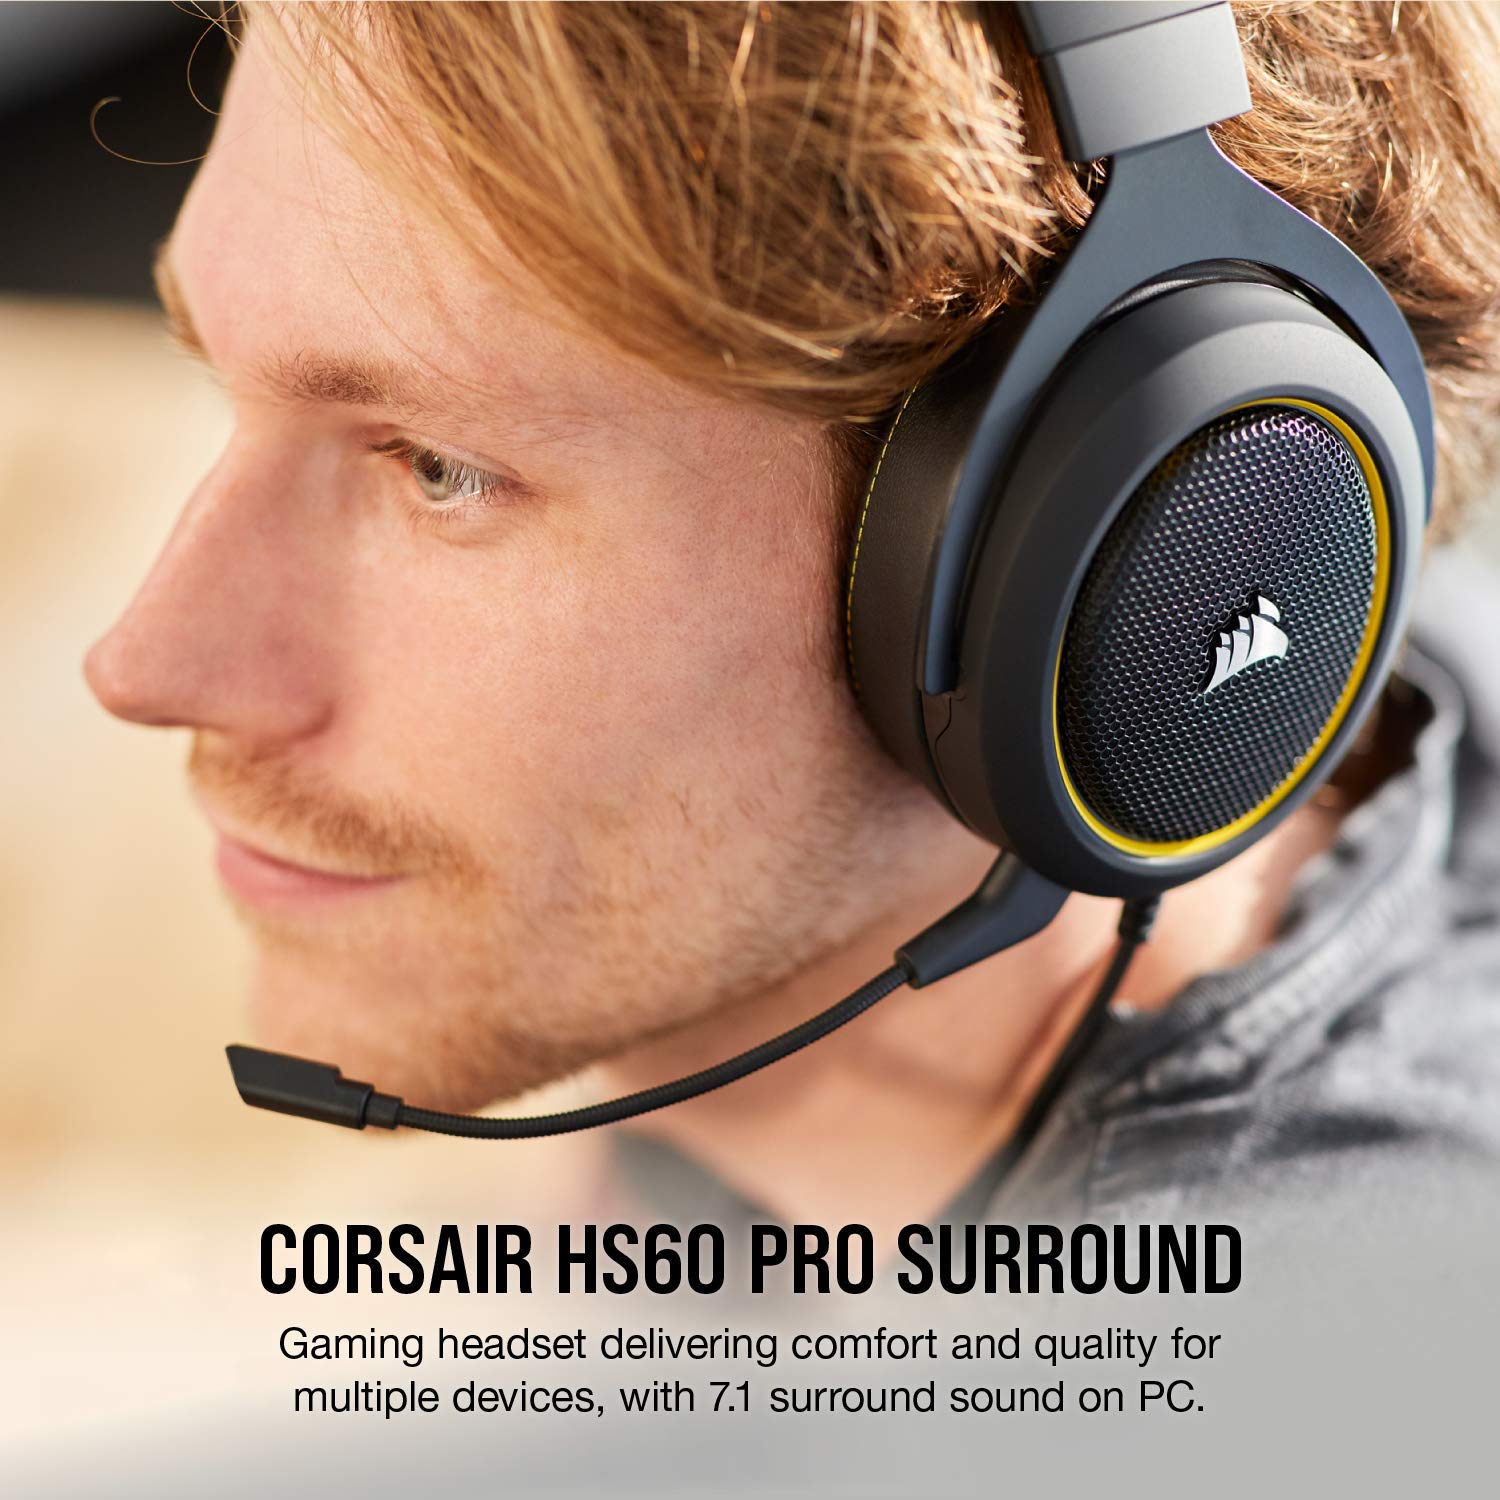 CORSAIR HS60 PRO SURROUND
Gaming headset delivering comfort and quality for
multiple devices, with 7.1 surround sound on PC.